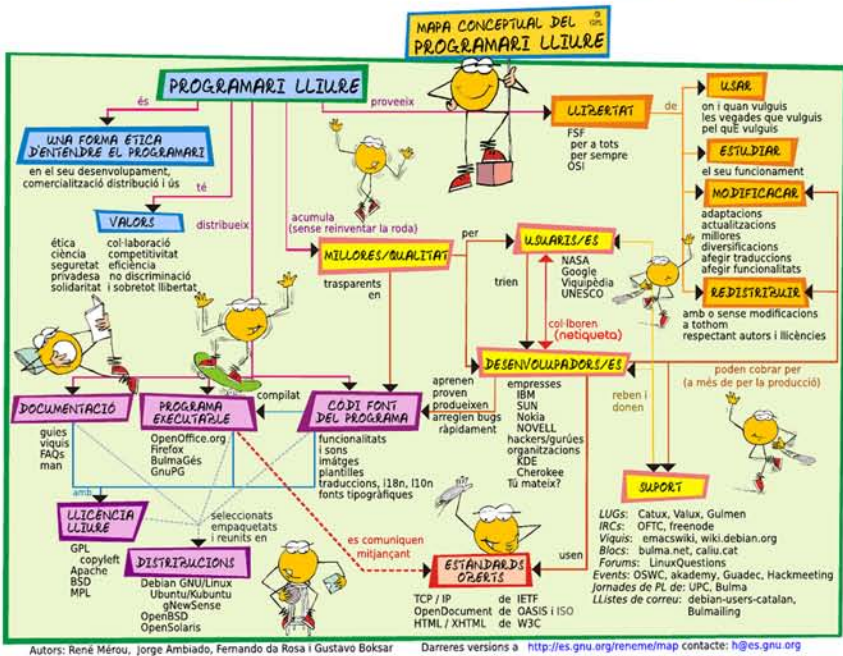 MAPA CONCEPTUAL DEL
PROGRAMARI LLIURE
PROGRAMARI LLIURE
és
UNA FORMA ÈTICA
D'ENTENDRE EL PROGRAMARI
en el seu desenvolupament,
comercialització distribució i ús
té
VALORS
ètica
ciència
seguretat
privadesa
solidaritat
col·laboració
competitivitat
eficiència
no discriminació
i sobretot llibertat
distribueix
acumula
(sense reinventar la roda)
proveeix
LLIBERTAT
FSF
per a tots
per sempre
OSI
de
USAR
on i quan vulguis
les vegades que vulguis
pel què vulguis
ESTUDIAR
el seu funcionament
MODIFICACAR
adaptacions
actualitzacions
millores
diversificacions
afegir traduccions
afegir funcionalitats
REDISTRIBUIR
amb o sense modificacions
a tothom
respectant autors i llicències
MILLORES/QUALITAT
trasparents
en
per
USUARIS/ES
NASA
Google
Viquipèdia
UNESCO
trien
col·lboren
(netiqueta)
DESENVOLUPADORS/ES
empresses
IBM
SUN
Nokia
NOVELL
hackers/gurúes
organitzacions
KDE
Cherokee
Tú mateix?
aprenen
proven
produeixen
arreglen bugs
ràpidament
reben i
donen
poden cobrar per
(a més de per la producció)
DOCUMENTACIÓ
guies
viquis
FAQs
man
PROGRAMA
EXECUTABLE
OpenOffice.org
Firefox
BulmaGés
GnuPG
compilat
CODI FONT
DEL PROGRAMA
funcionalitats
i sons
imátges
plantilles
traduccions, i18n, l10n
fonts tipogràfiques
amb
LLICÈNCIA
LLIURE
GPL
copyleft
Apache
BSD
MPL
seleccionats
empaquetats
i reunits en
DISTRIBUCIONS
Debian GNU/Linux
Ubuntu/Kubuntu
gNewSense
OpenBSD
OpenSolaris
es comuniquen
mitjançant
usen
ESTÀNDARDS
OBERTS
TCP / IP de IETF
OpenDocument de OASIS i ISO
HTML / XHTML de W3C
SUPORT
LUGs: Catux, Valux, Gulmen
IRCs: OFTC, freenode
Viquis: emacswiki, wiki.debian.org
Blocs: bulma.net, caliu.cat
Forums: LinuxQuestions
Events: OSWC, akademy, Guadec, Hackmeeting
Jornades de PL de: UPC, Bulma
LListes de correu: debian-users-catalan,
Bulmailing
Autors: René Mérou, Jorge Ambiado, Fernando da Rosa i Gustavo Boksar
Darreres versions a http://es.gnu.org/reneme/map contacte: h@es.gnu.org